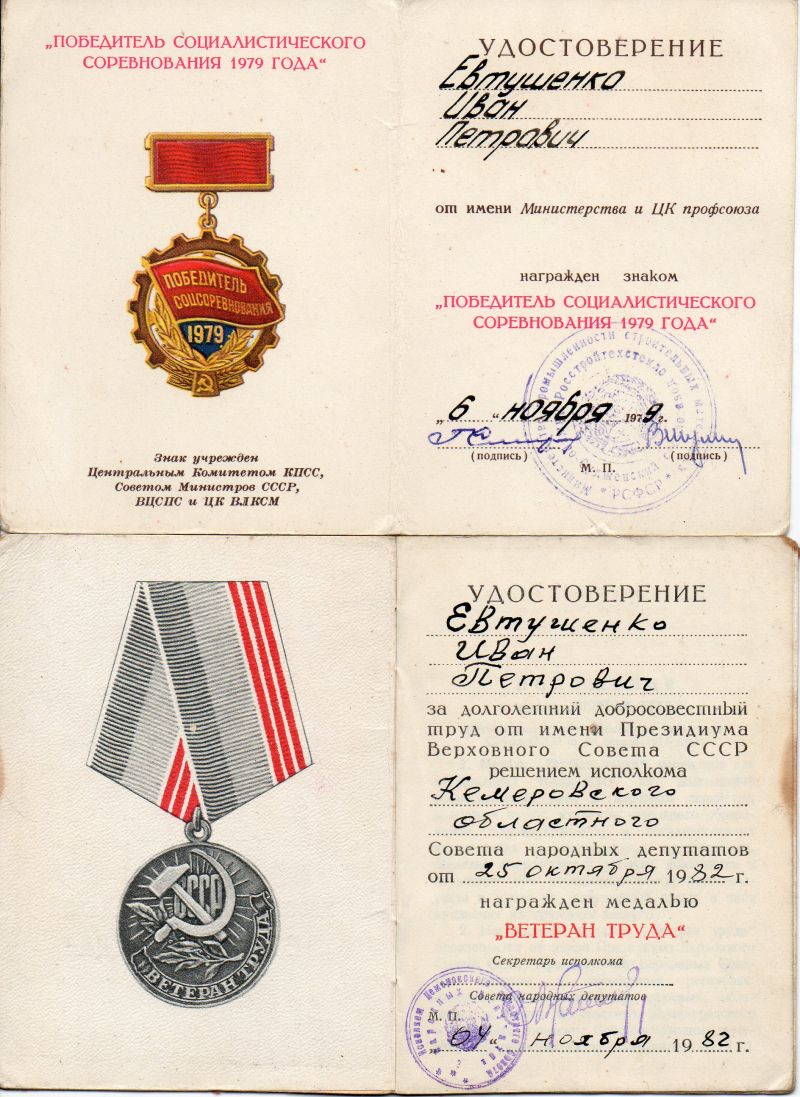 „ПОБЕДИТЕЛЬ СОЦИАЛИСТИЧЕСКОГО
СОРЕВНОВАНИЯ 1979 ГОДА“
ПОБЕДИТЕЛЬ
СОЦСОРЕВНОВАНИЯ
1979
Знак учрежден
Центральным Комитетом КПСС,
Советом Министров СССР,
ВЦСПС и ЦК ВЛКСМ
УДОСТОВЕРЕНИЕ
Евтушенко
Иван
Петрович
от имени Министерства и ЦК профсоюза
награжден знаком
„ПОБЕДИТЕЛЬ СОЦИАЛИСТИЧЕСКОГО
СОРЕВНОВАНИЯ 1979 ГОДА“
„6“ ноября 1979 г.
(подпись) (подпись)
М. П.
промышленности строительных
РСФСР
СССР
ВЕТЕРАН ТРУДА
УДОСТОВЕРЕНИЕ
Евтушенко
Иван
Петрович
за долголетний добросовестный
труд от имени Президиума
Верховного Совета СССР
решением исполкома
Кемеровского
областного
Совета народных депутатов
от 25 октября 1982 г.
награжден медалью
„ВЕТЕРАН ТРУДА“
Секретарь исполкома
Совета народных депутатов
М. П.
„04“ ноября 1982 г.